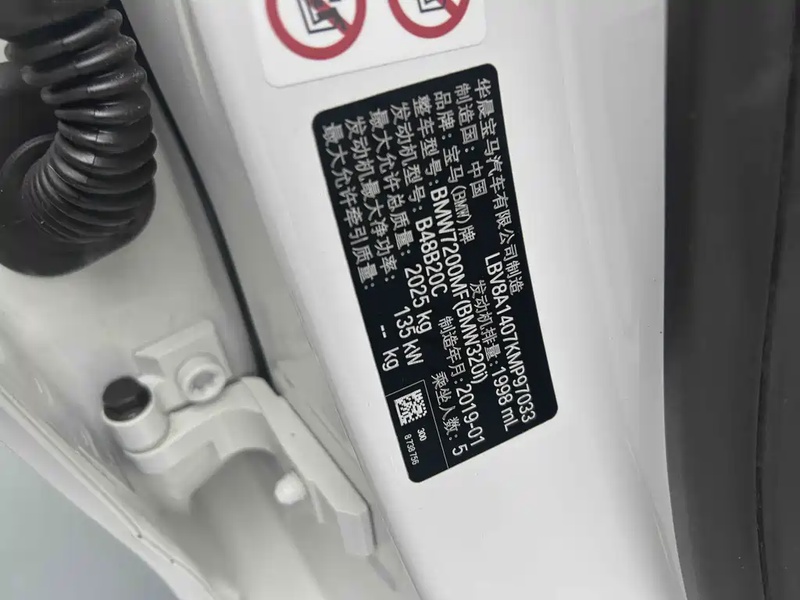 华晨宝马汽车有限公司制造
制造国：中国 LBV8A1407KMP97033
品牌：宝马(BMW)牌 发动机排量：1998 mL
整车型号：BMW7200MF(BMW320i)
发动机型号：B48B20C 制造年月：2019-01
最大允许总质量：2025 kg 乘坐人数：5
发动机最大净功率：135 kW
最大允许牵引质量：-- kg
300
8 738 756